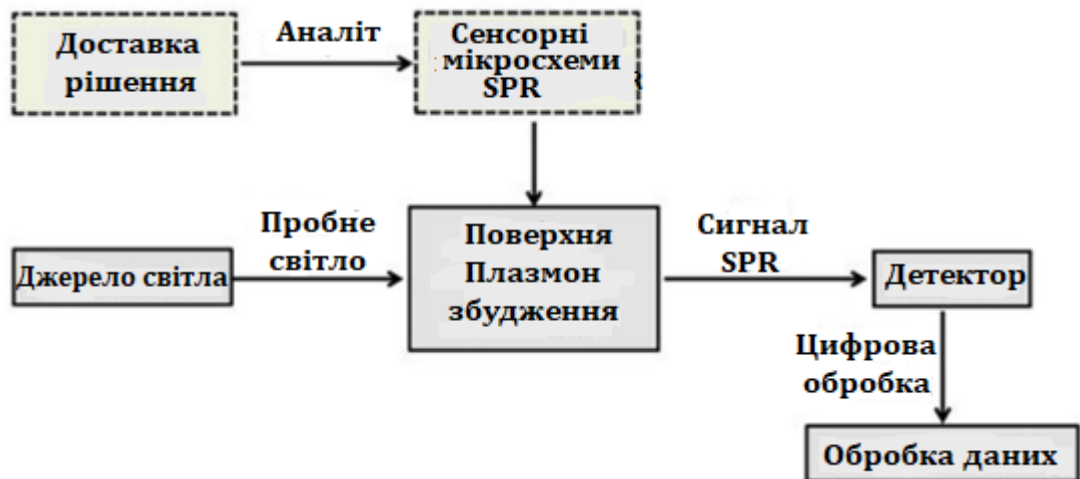 Доставка
рішення
Аналіт
Сенсорні
мікросхеми
SPR
Джерело світла
Пробне
світло
Поверхня
Плазмон
збудження
Сигнал
SPR
Детектор
Цифрова
обробка
Обробка даних